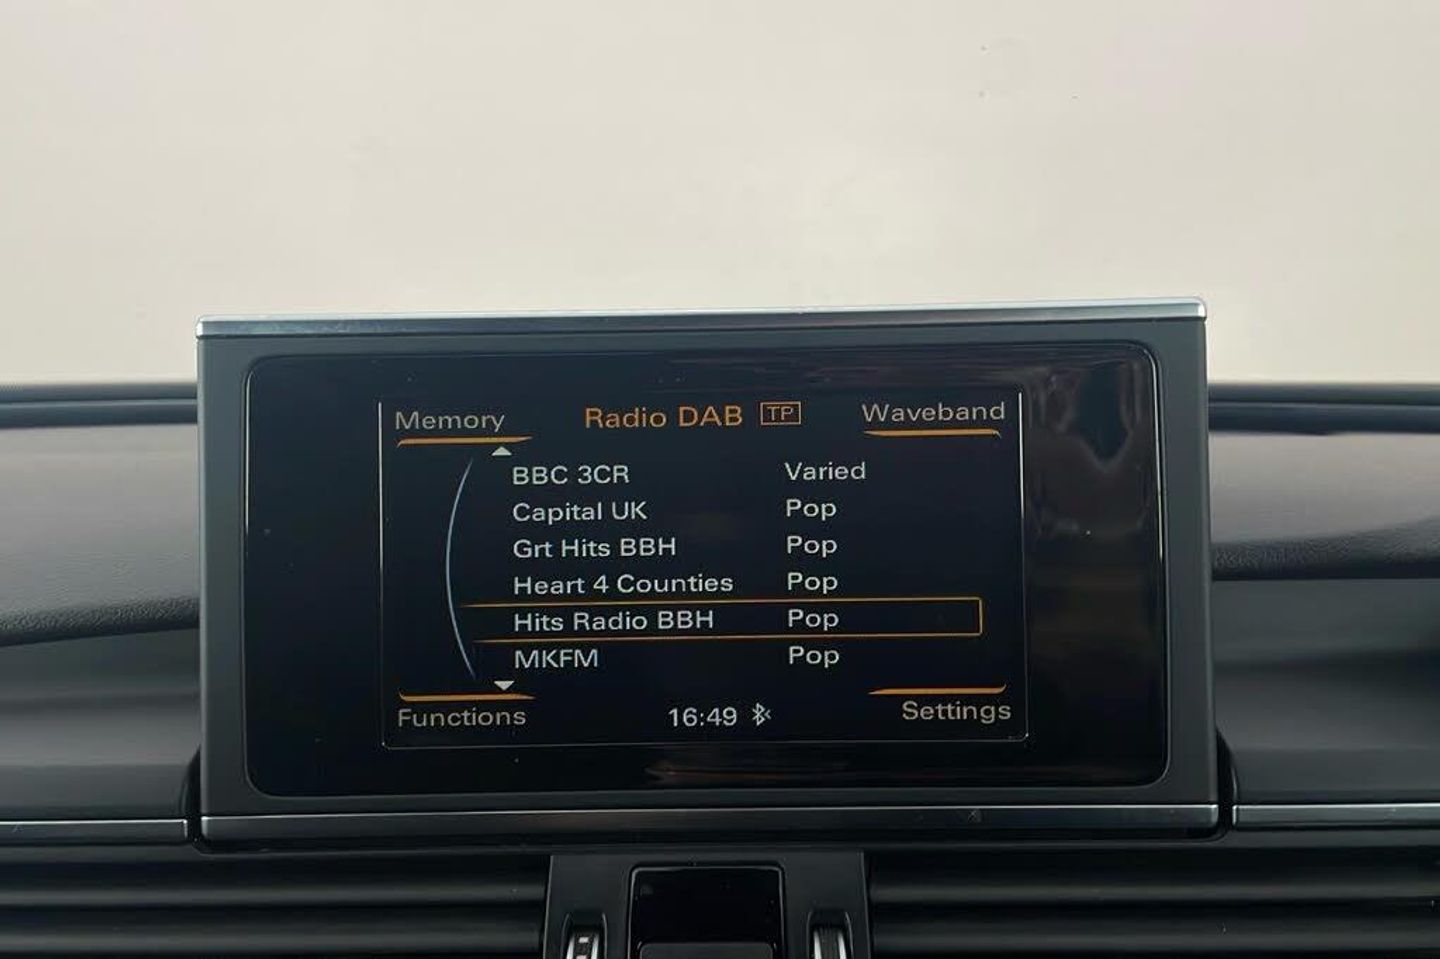 Memory Radio DAB TP Waveband
BBC 3CR Varied
Capital UK Pop
Grt Hits BBH Pop
Heart 4 Counties Pop
Hits Radio BBH Pop
MKFM Pop
Functions 16:49 Settings